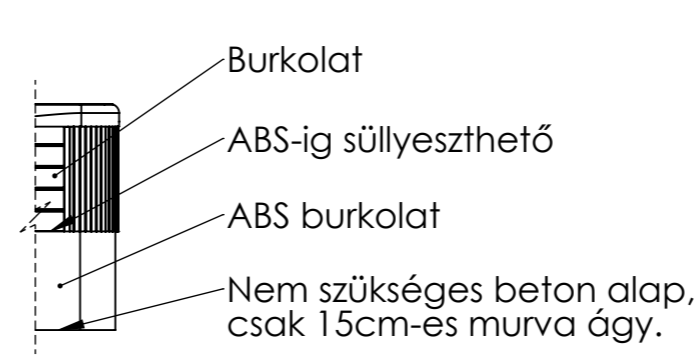 Burkolat
ABS-ig süllyeszthető
ABS burkolat
Nem szükséges beton alap,
csak 15cm-es murva ágy.